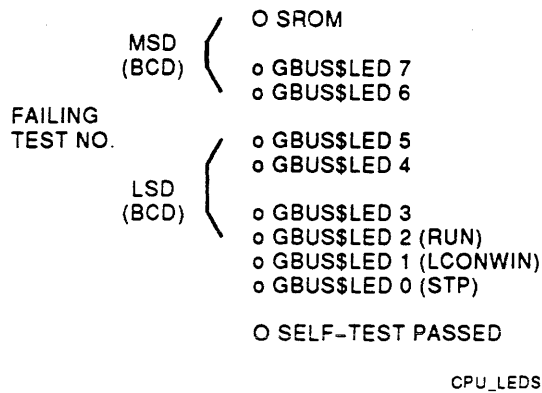 O SROM
MSD
(BCD)
o GBUS$LED 7
o GBUS$LED 6
FAILING
TEST NO.
o GBUS$LED 5
o GBUS$LED 4
LSD
(BCD)
o GBUS$LED 3
o GBUS$LED 2 (RUN)
o GBUS$LED 1 (LCONWIN)
o GBUS$LED 0 (STP)
O SELF-TEST PASSED
CPU_LEDS